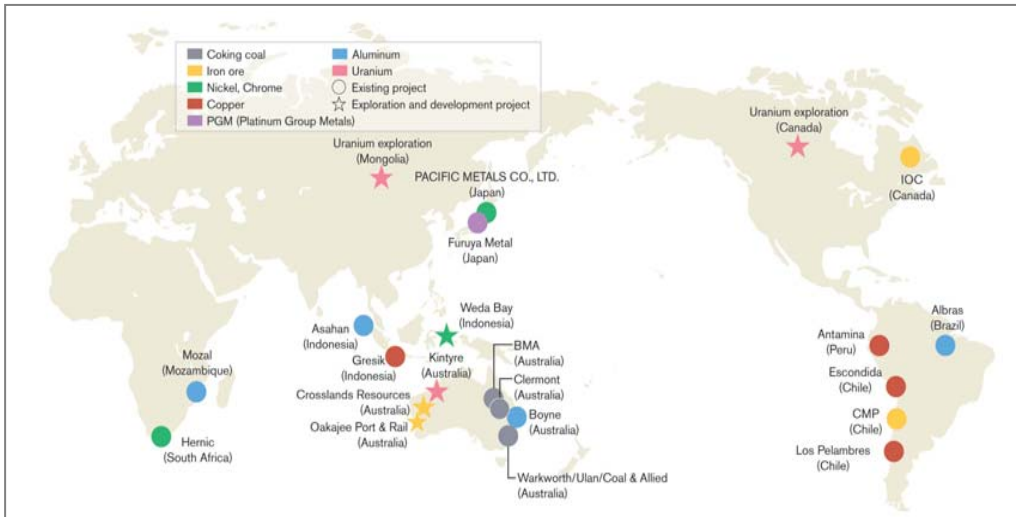 Coking coal
Iron ore
Nickel, Chrome
Copper
PGM (Platinum Group Metals)
Aluminum
Uranium
Existing project
Exploration and development project
Uranium exploration
(Mongolia)
PACIFIC METALS CO., LTD.
(Japan)
Furuya Metal
(Japan)
Uranium exploration
(Canada)
IOC
(Canada)
Weda Bay
(Indonesia)
Asahan
(Indonesia)
Gresik
(Indonesia)
Kintyre
(Australia)
BMA
(Australia)
Clermont
(Australia)
Mozal
(Mozambique)
Crosslands Resources
(Australia)
Oakajee Port & Rail
(Australia)
Boyne
(Australia)
Hernic
(South Africa)
Warkworth/Ulan/Coal & Allied
(Australia)
Albras
(Brazil)
Antamina
(Peru)
Escondida
(Chile)
CMP
(Chile)
Los Pelambres
(Chile)